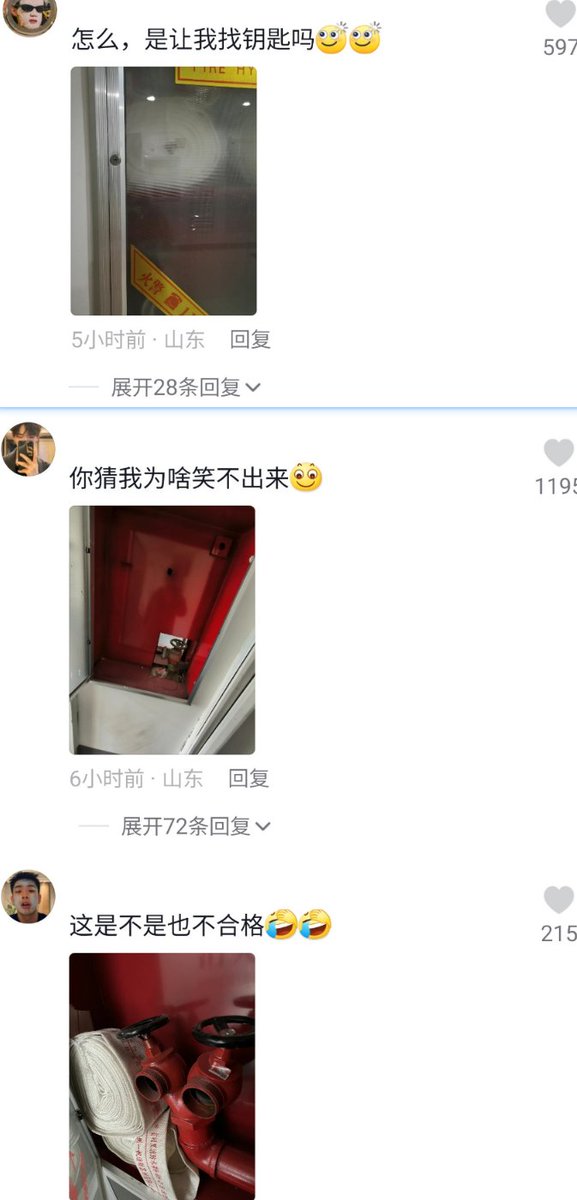 怎么，是让我找钥匙吗
597
FIRE HY
火警
5小时前 · 山东 回复
展开28条回复
你猜我为啥笑不出来
1195
6小时前 · 山东 回复
展开72条回复
这是不是也不合格
215